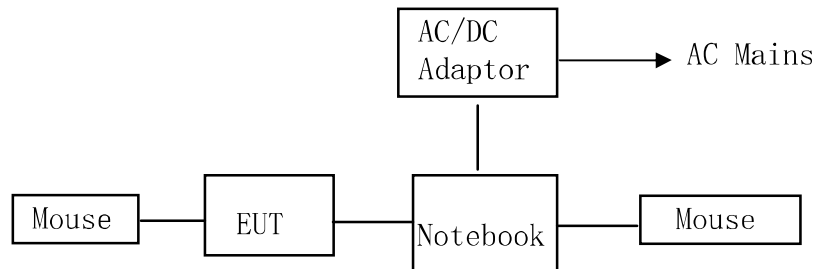 AC/DC
Adaptor
AC Mains
Mouse
EUT
Notebook
Mouse